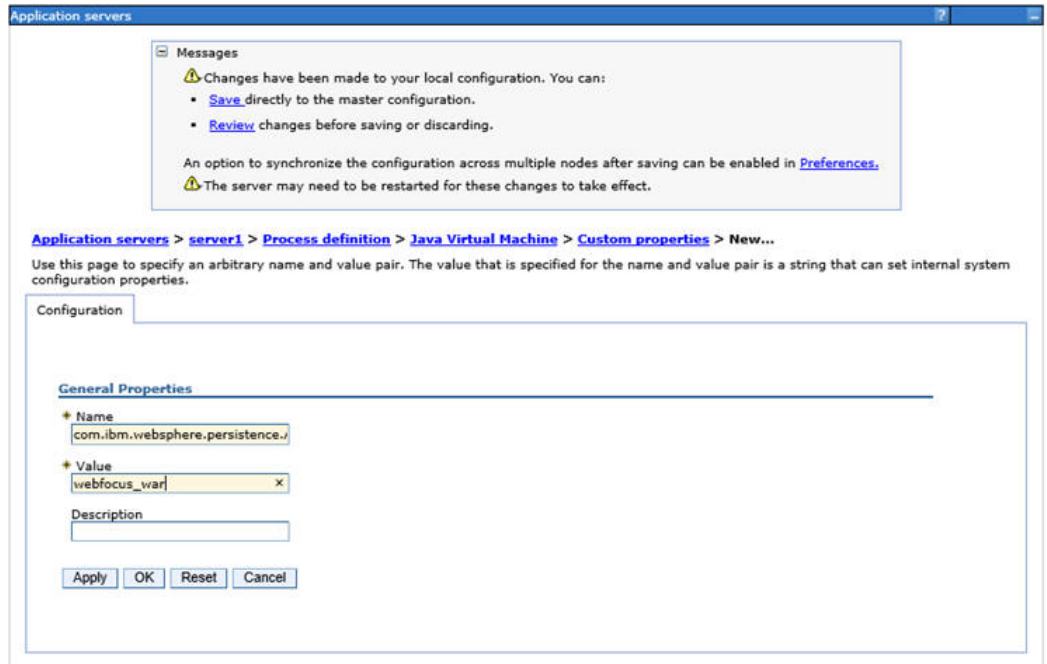 Application servers
?
Messages
Changes have been made to your local configuration. You can:
Save directly to the master configuration.
Review changes before saving or discarding.
An option to synchronize the configuration across multiple nodes after saving can be enabled in Preferences.
The server may need to be restarted for these changes to take effect.
Application servers > server1 > Process definition > Java Virtual Machine > Custom properties > New...
Use this page to specify an arbitrary name and value pair. The value that is specified for the name and value pair is a string that can set internal system
configuration properties.
Configuration
General Properties
Name
com.ibm.websphere.persistence.
Value
webfocus_war
Description
Apply OK Reset Cancel